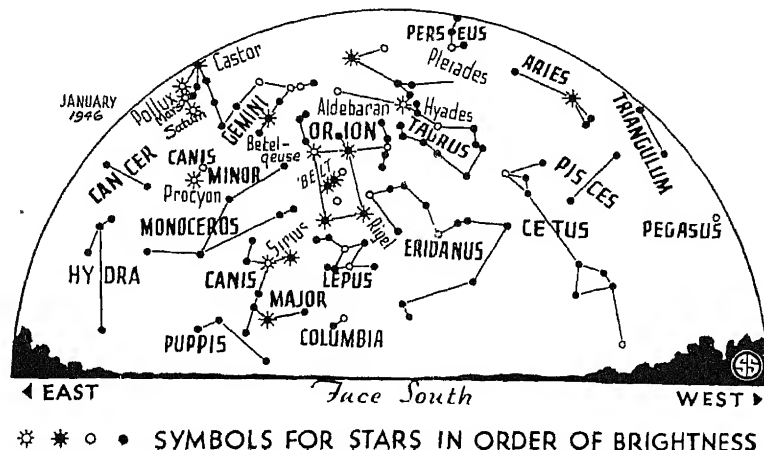 PERSEUS
Castor
Pleiades
ARIES
Pollux
Mars
Saturn
JANUARY
1946
GEMINI
Aldebaran
Hyades
TRIANGULUM
ORION
TAURUS
Betel-
geuse
CANCER
CANIS
MINOR
Procyon
'BELT'
PISCES
MONOCEROS
Sirius
Rigel
ERIDANUS
CETUS
PEGASUS
HYDRA
CANIS
MAJOR
LEPUS
PUPPIS
COLUMBIA
SS
EAST
Face South
WEST
SYMBOLS FOR STARS IN ORDER OF BRIGHTNESS